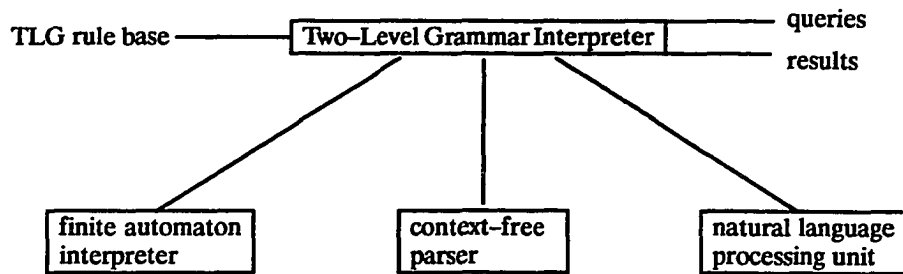 queries
TLG rule base
Two-Level Grammar Interpreter
results
finite automaton
interpreter
context-free
parser
natural language
processing unit